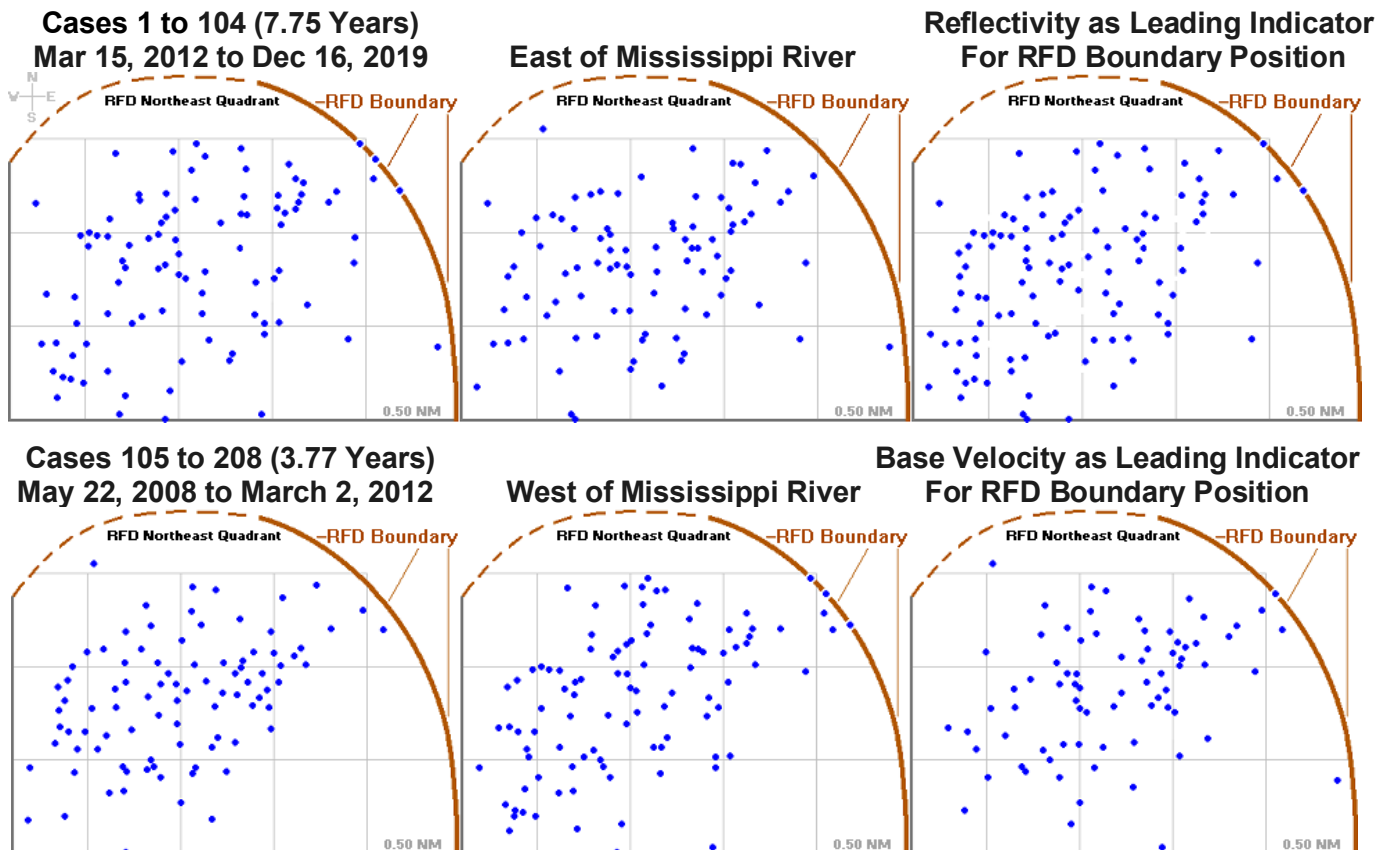 Cases 1 to 104 (7.75 Years)
Mar 15, 2012 to Dec 16, 2019
N
W E
S
RFD Northeast Quadrant
RFD Boundary
0.50 NM
East of Mississippi River
RFD Northeast Quadrant
RFD Boundary
0.50 NM
Reflectivity as Leading Indicator
For RFD Boundary Position
RFD Northeast Quadrant
RFD Boundary
0.50 NM
Cases 105 to 208 (3.77 Years)
May 22, 2008 to March 2, 2012
RFD Northeast Quadrant
RFD Boundary
0.50 NM
West of Mississippi River
RFD Northeast Quadrant
RFD Boundary
0.50 NM
Base Velocity as Leading Indicator
For RFD Boundary Position
RFD Northeast Quadrant
RFD Boundary
0.50 NM